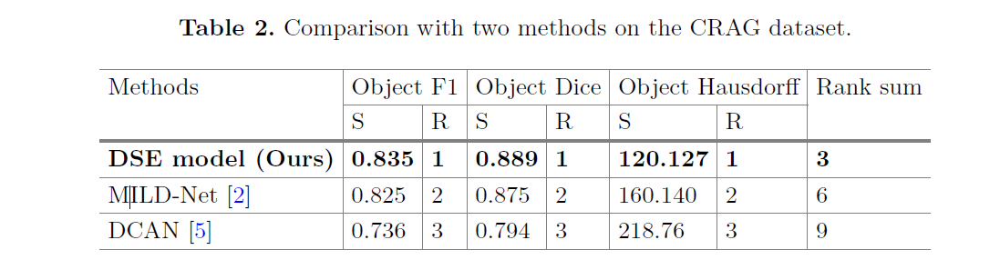 Table 2. Comparison with two methods on the CRAG dataset.
Methods Object F1 Object Dice Object Hausdorff Rank sum
S R S R S R
DSE model (Ours) 0.835 1 0.889 1 120.127 1 3
MILD-Net [2] 0.825 2 0.875 2 160.140 2 6
DCAN [5] 0.736 3 0.794 3 218.76 3 9